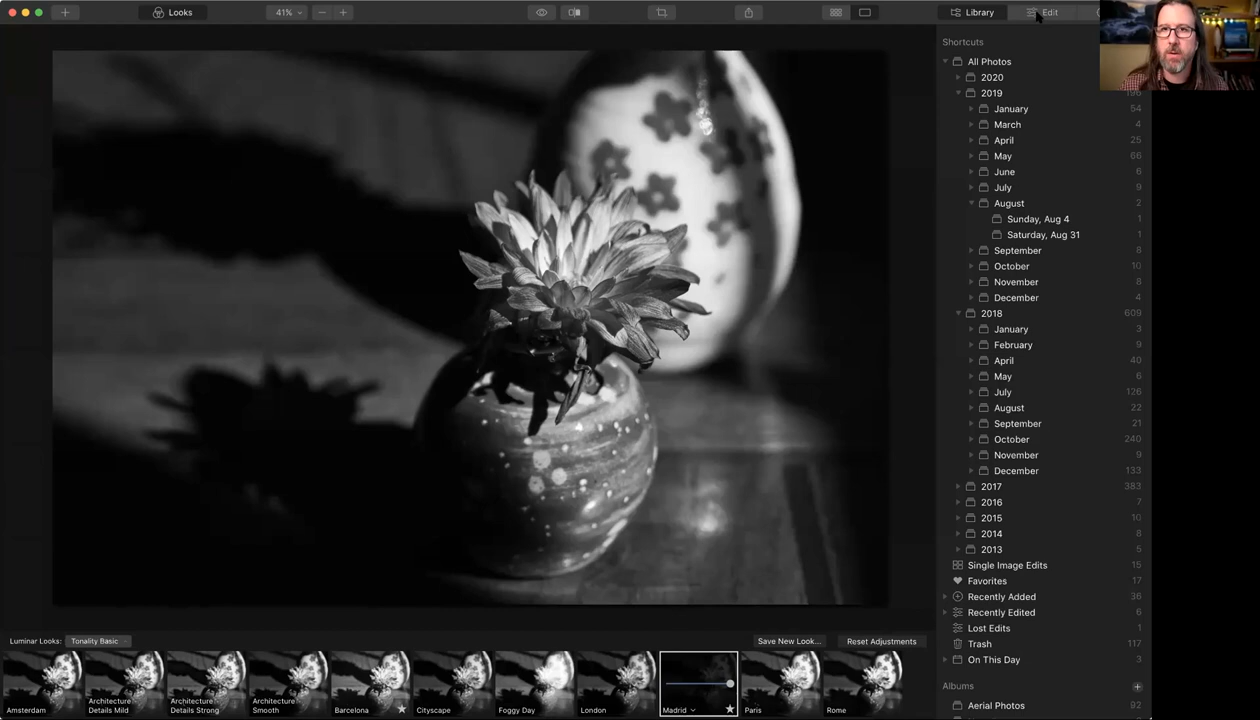 Looks
41%
Library
Edit
Shortcuts
All Photos
2020
2019 196
January 54
March 4
April 25
May 66
June 6
July 9
August 2
Sunday, Aug 4 1
Saturday, Aug 31 1
September 8
October 10
November 8
December 4
2018 609
January 3
February 9
April 40
May 6
July 126
August 22
September 21
October 240
November 9
December 133
2017 383
2016 7
2015 10
2014 8
2013 5
Single Image Edits 15
Favorites 17
Recently Added 36
Recently Edited 6
Lost Edits 1
Trash 117
On This Day 3
Albums
Aerial Photos 92
Luminar Looks: Tonality Basic
Save New Look...
Reset Adjustments
Amsterdam
Architecture Details Mild
Architecture Details Strong
Architecture Smooth
Barcelona
Cityscape
Foggy Day
London
Madrid
Paris
Rome